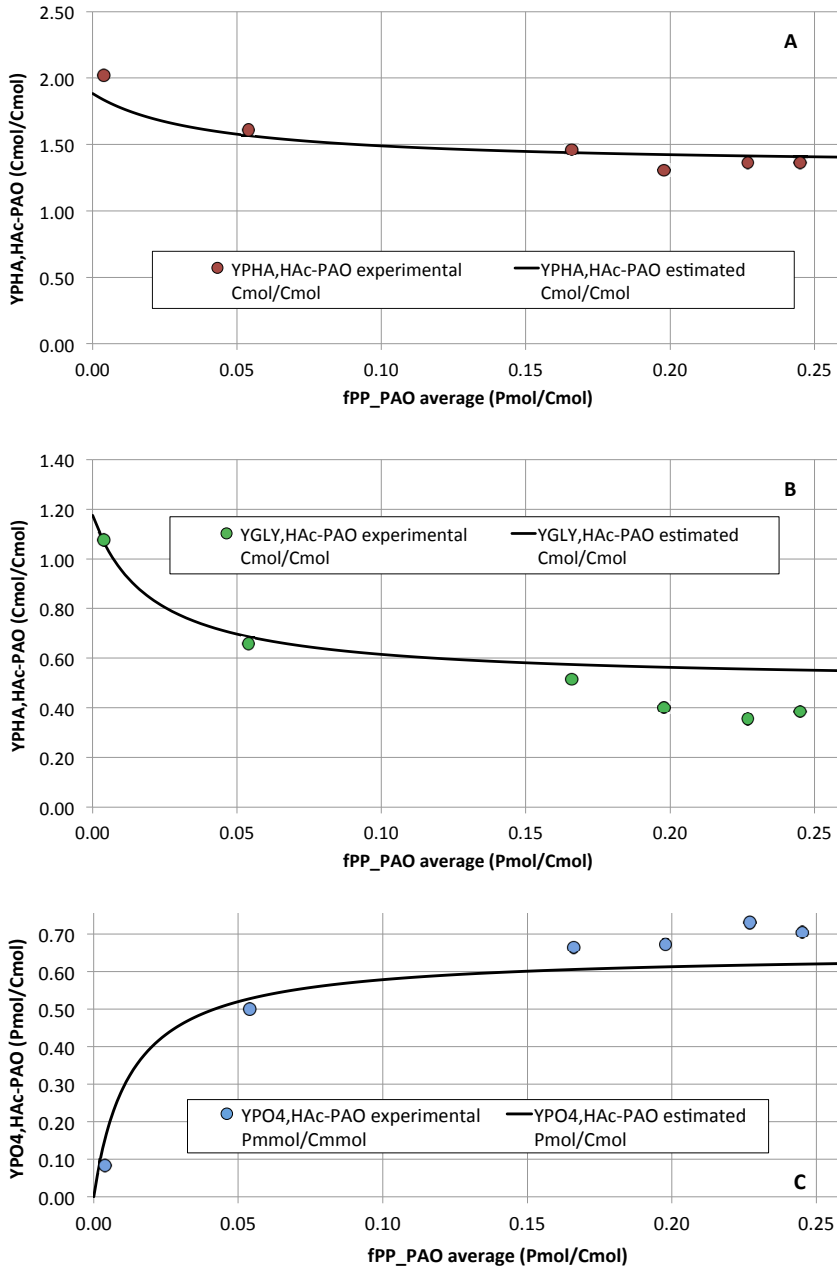 A
2.50
2.00
1.50
1.00
0.50
0.00
YPHA,HAc-PAO (Cmol/Cmol)
YPHA,HAc-PAO experimental
Cmol/Cmol
YPHA,HAc-PAO estimated
Cmol/Cmol
0.00 0.05 0.10 0.15 0.20 0.25
fPP_PAO average (Pmol/Cmol)
B
1.40
1.20
1.00
0.80
0.60
0.40
0.20
0.00
YPHA,HAc-PAO (Cmol/Cmol)
YGLY,HAc-PAO experimental
Cmol/Cmol
YGLY,HAc-PAO estimated
Cmol/Cmol
0.00 0.05 0.10 0.15 0.20 0.25
fPP_PAO average (Pmol/Cmol)
0.70
0.60
0.50
0.40
0.30
0.20
0.10
0.00
YPO4,HAc-PAO (Pmol/Cmol)
YPO4,HAc-PAO experimental
Pmmol/Cmmol
YPO4,HAc-PAO estimated
Pmol/Cmol
C
0.00 0.05 0.10 0.15 0.20 0.25
fPP_PAO average (Pmol/Cmol)